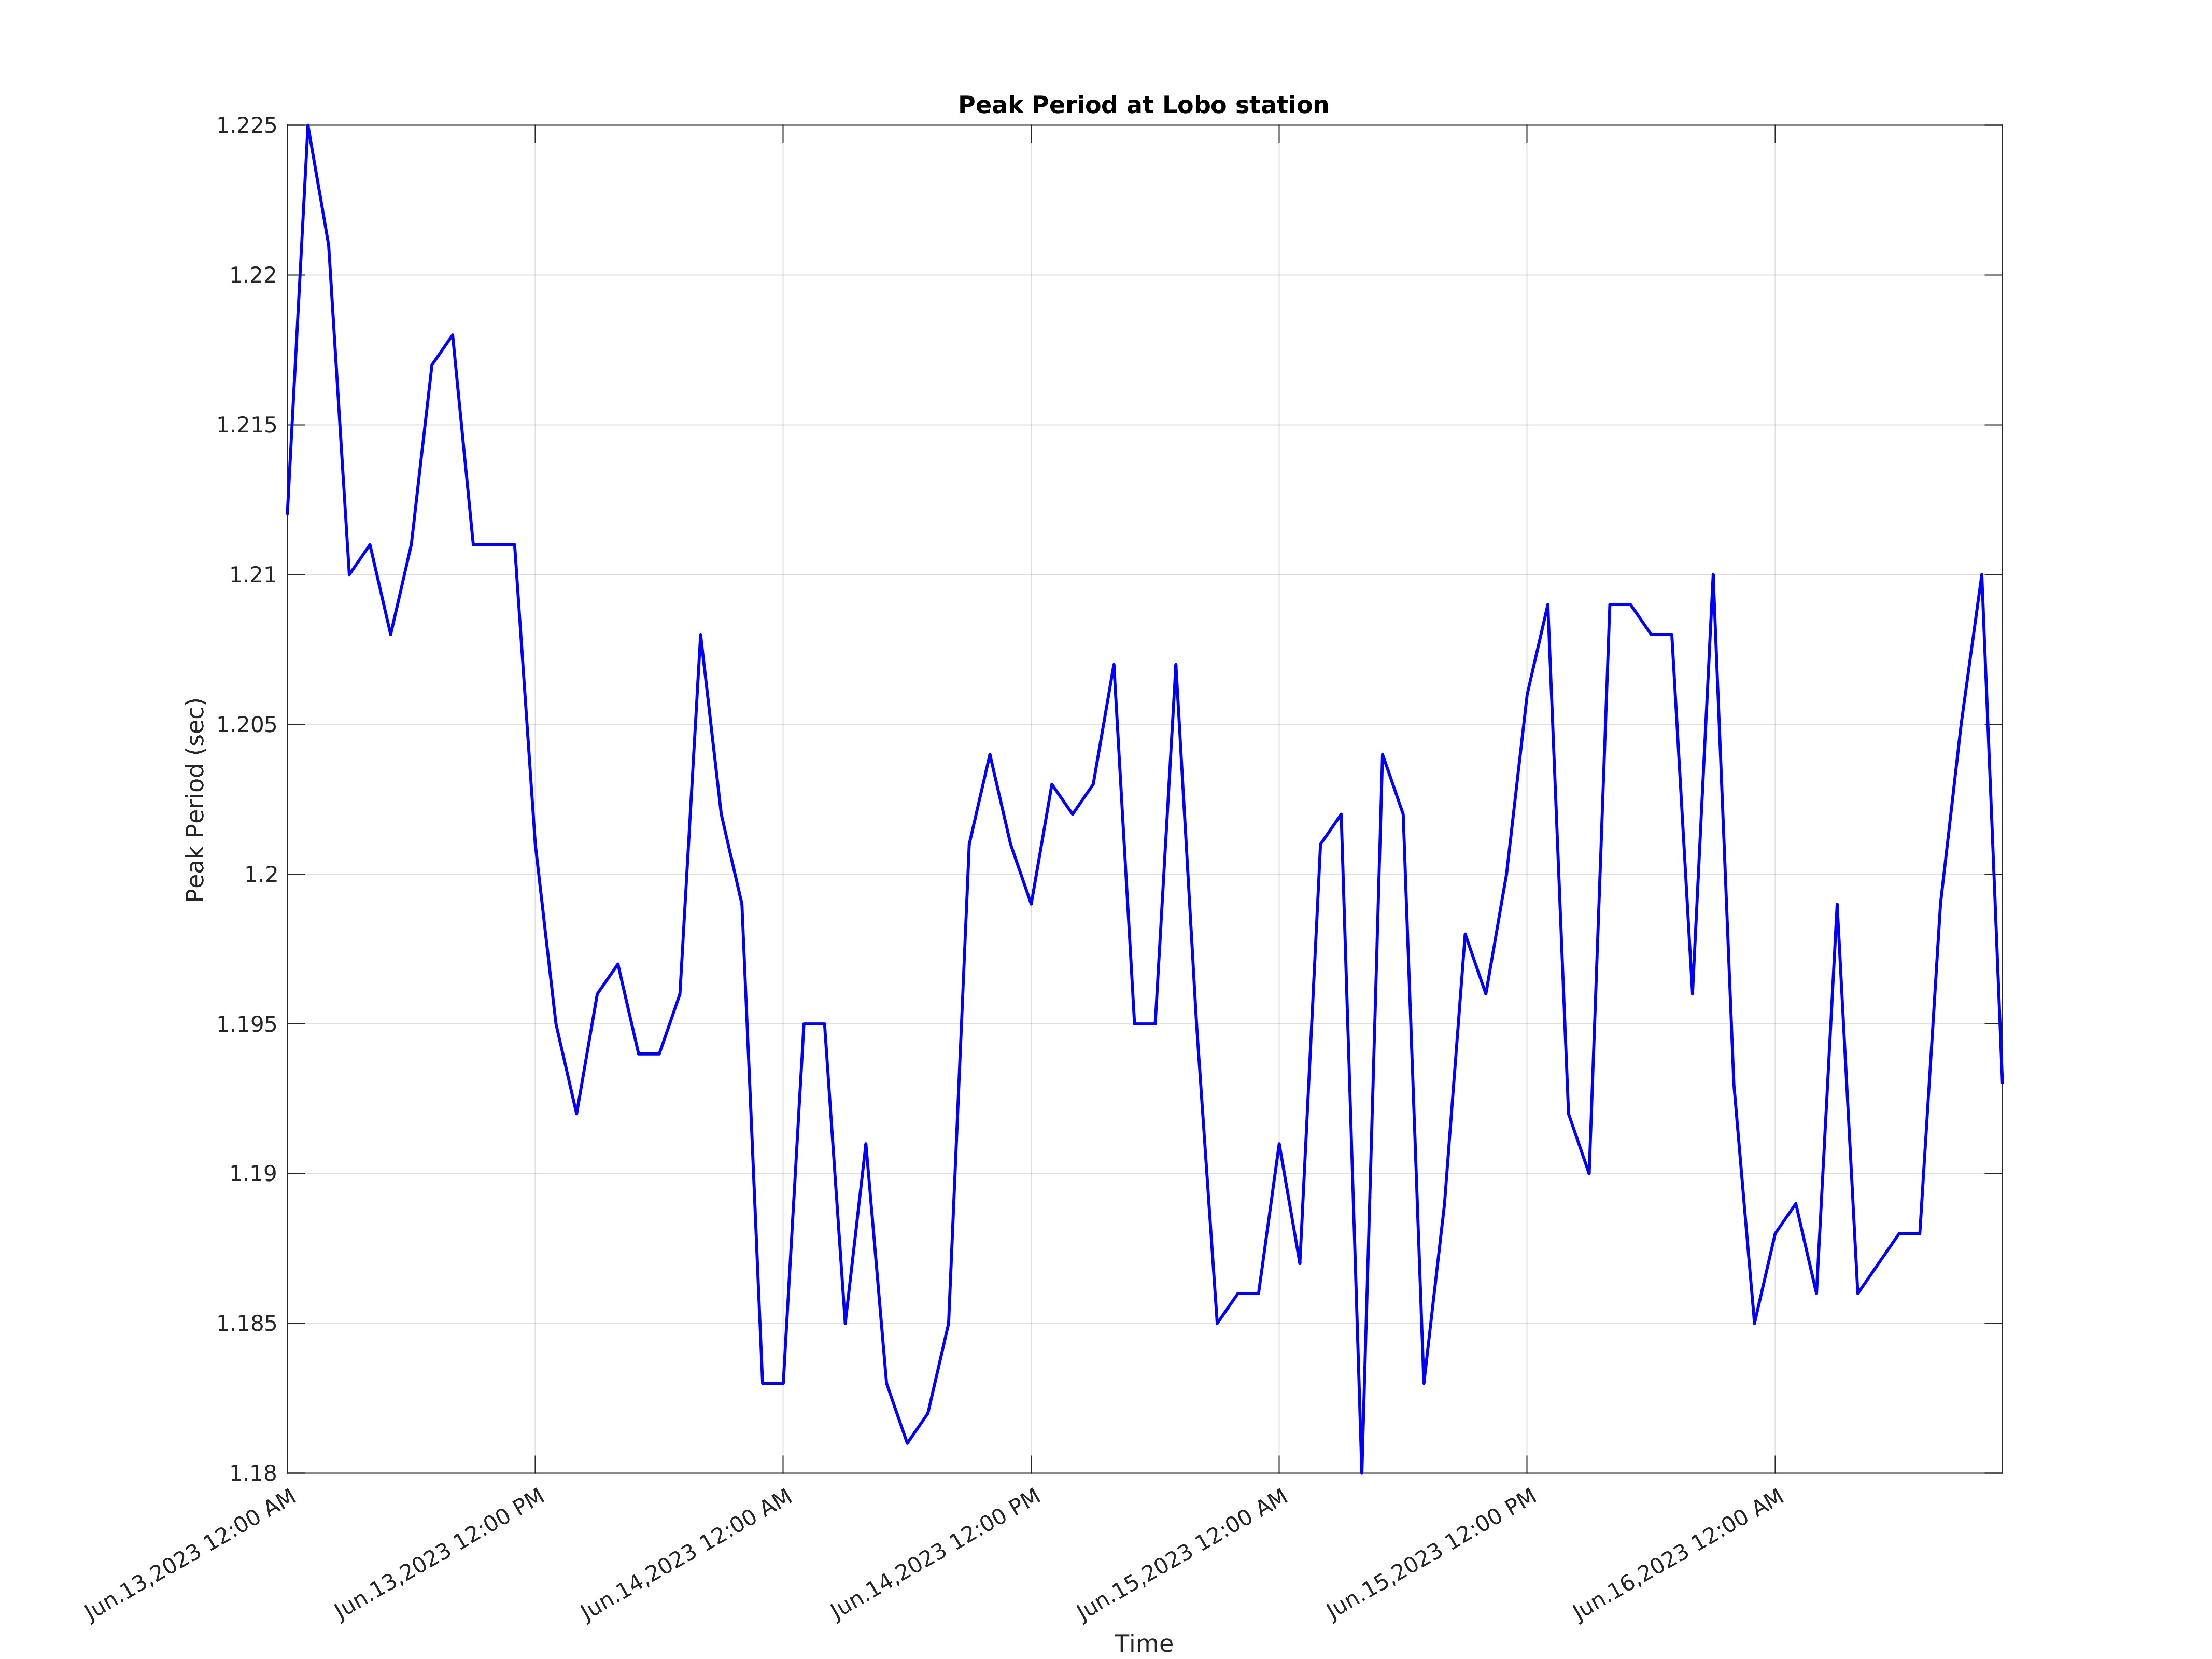 Peak Period at Lobo station
1.225
1.22
1.215
1.21
1.205
1.2
1.195
1.19
1.185
1.18
Peak Period (sec)
Jun.13,2023 12:00 AM
Jun.13,2023 12:00 PM
Jun.14,2023 12:00 AM
Jun.14,2023 12:00 PM
Jun.15,2023 12:00 AM
Jun.15,2023 12:00 PM
Jun.16,2023 12:00 AM
Time